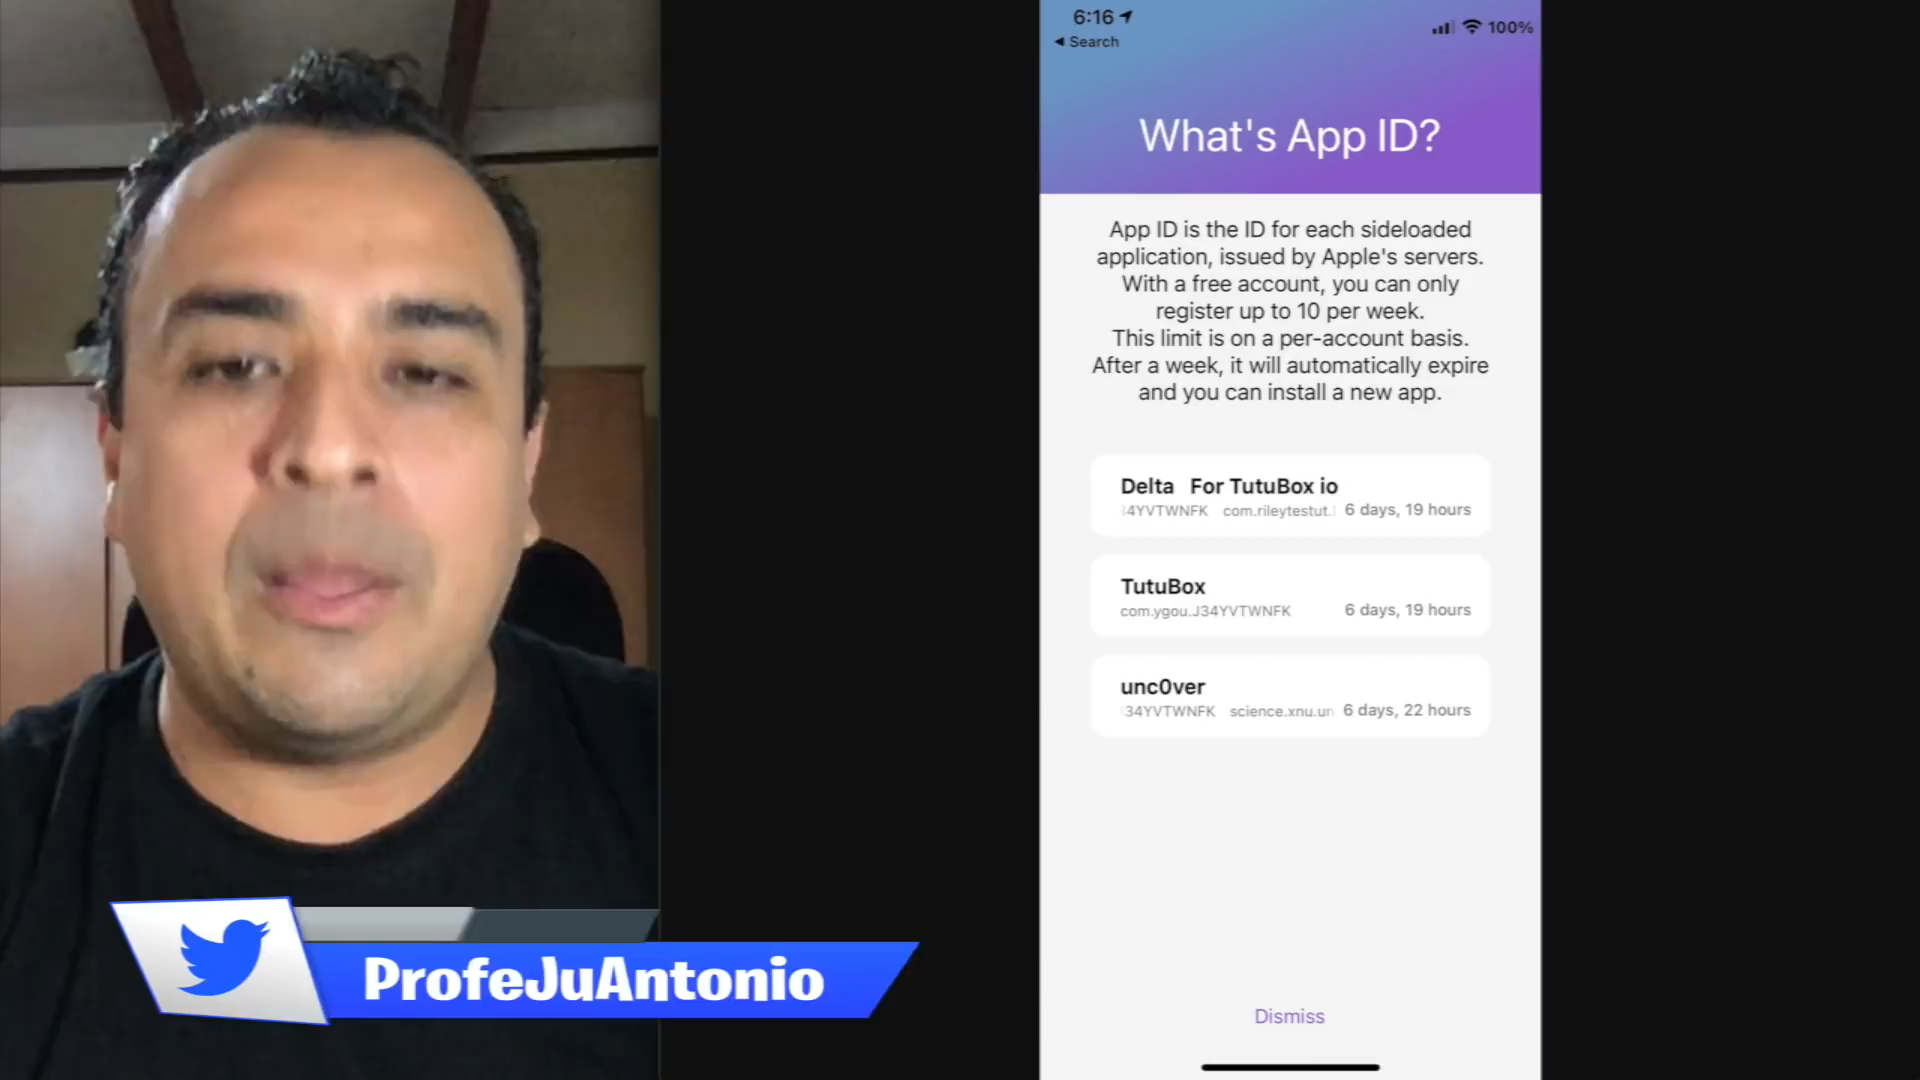 6:16
100%
Search
What's App ID?
App ID is the ID for each sideloaded
application, issued by Apple's servers.
With a free account, you can only
register up to 10 per week.
This limit is on a per-account basis.
After a week, it will automatically expire
and you can install a new app.
Delta For TutuBox io
4YVTWNFK com.rileytestut. 6 days, 19 hours
TutuBox
com.ygou.J34YVTWNFK 6 days, 19 hours
unc0ver
34YVTWNFK science.xnu.un 6 days, 22 hours
Dismiss
ProfeJuAntonio